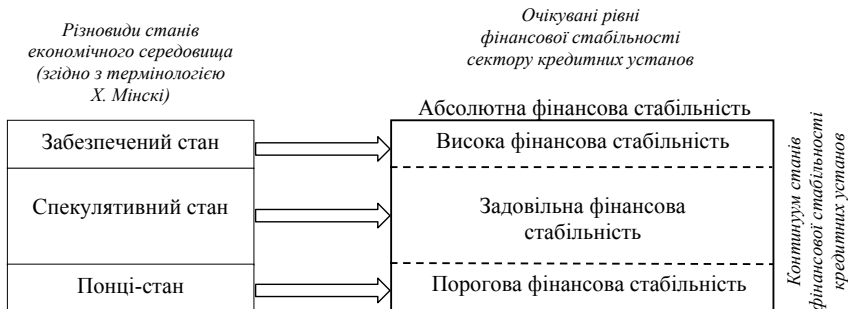 Різновиди станів
економічного середовища
(згідно з термінологією
Х. Мінскі)
Очікувані рівні
фінансової стабільності
сектору кредитних установ
Абсолютна фінансова стабільність
Забезпечений стан
Висока фінансова стабільність
Спекулятивний стан
Задовільна фінансова
стабільність
Понці-стан
Порогова фінансова стабільність
Континуум станів
фінансової стабільності
кредитних установ